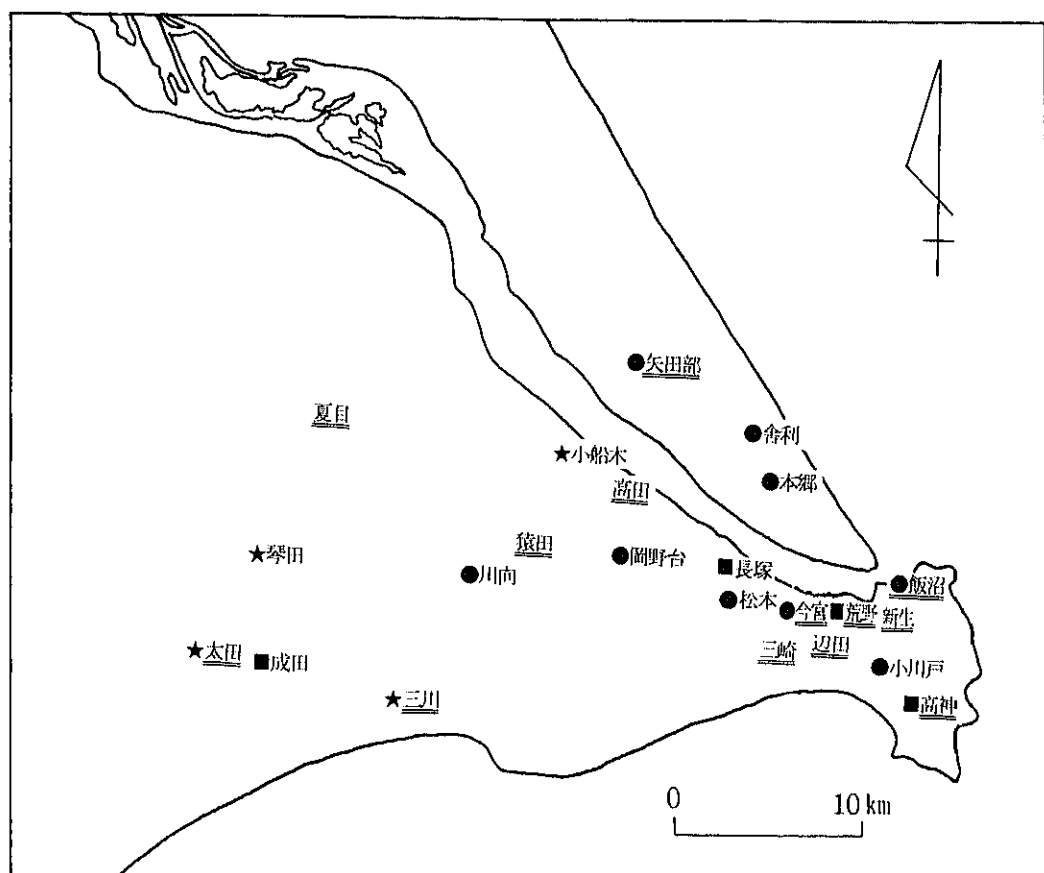 ●矢田部
夏目
●舎利
★小船木
●本郷
高田
猿田
★琴田
●岡野台
●川向
■長塚
●飯沼
●松本
●今宮
■荒野
新生
★太田
■成田
三崎
辺田
●小川戸
★三川
■高神
0 10km